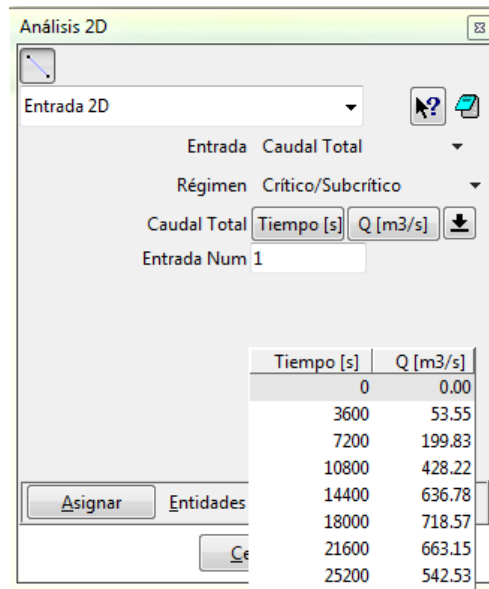 Análisis 2D
Entrada 2D
Entrada Caudal Total
Régimen Crítico/Subcrítico
Caudal Total Tiempo [s] Q [m3/s]
Entrada Num 1
Tiempo [s] Q [m3/s]
0 0.00
3600 53.55
7200 199.83
10800 428.22
14400 636.78
18000 718.57
21600 663.15
25200 542.53
Asignar Entidades